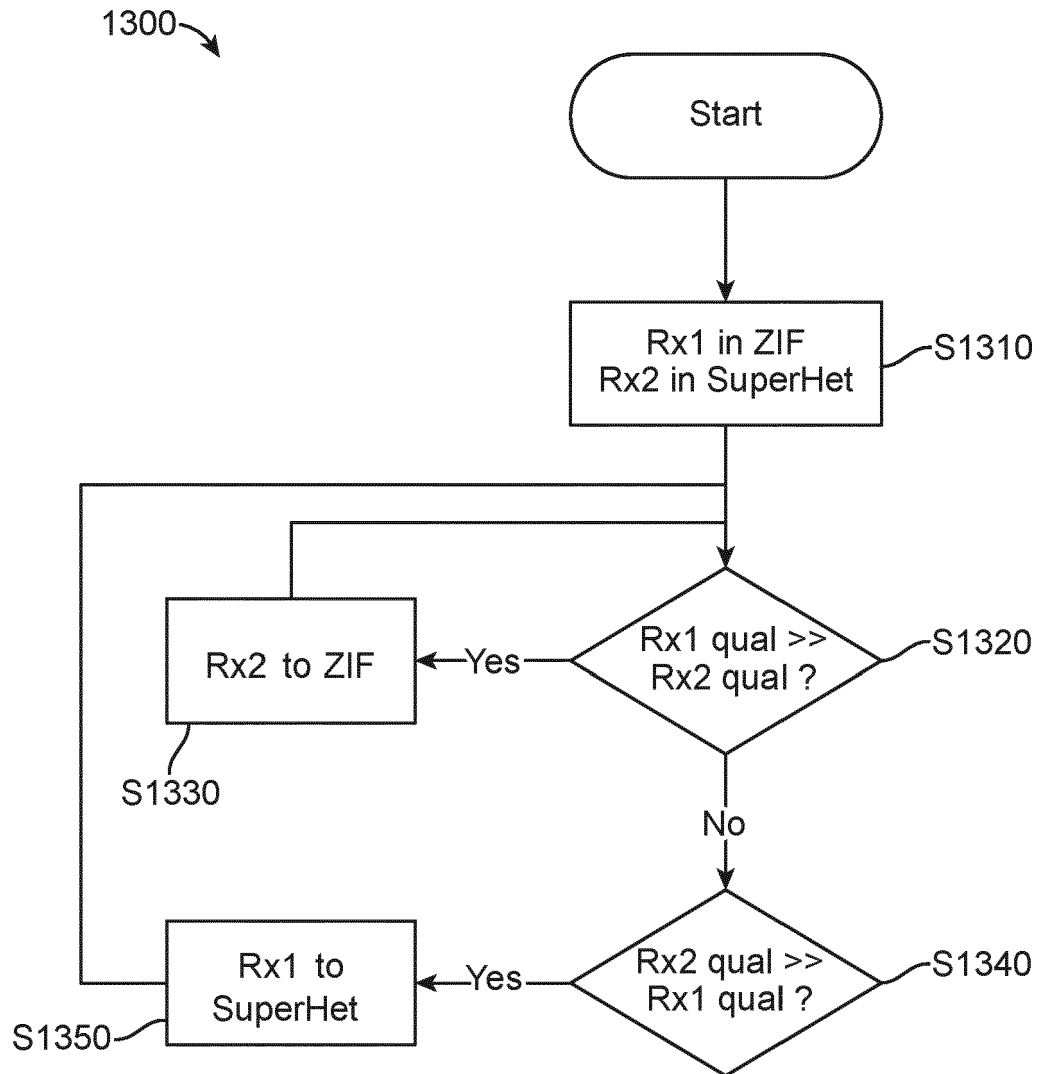 1300
Start
Rx1 in ZIF
Rx2 in SuperHet
S1310
Rx1 qual >>
Rx2 qual ?
S1320
Yes
Rx2 to ZIF
S1330
No
Rx2 qual >>
Rx1 qual ?
S1340
Yes
Rx1 to
SuperHet
S1350